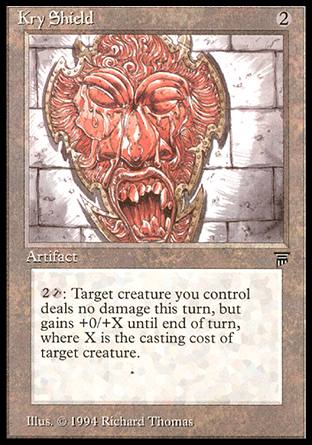 Kry Shield 2
Artifact
2: Target creature you control
deals no damage this turn, but
gains +0/+X until end of turn,
where X is the casting cost of
target creature.
Illus. © 1994 Richard Thomas